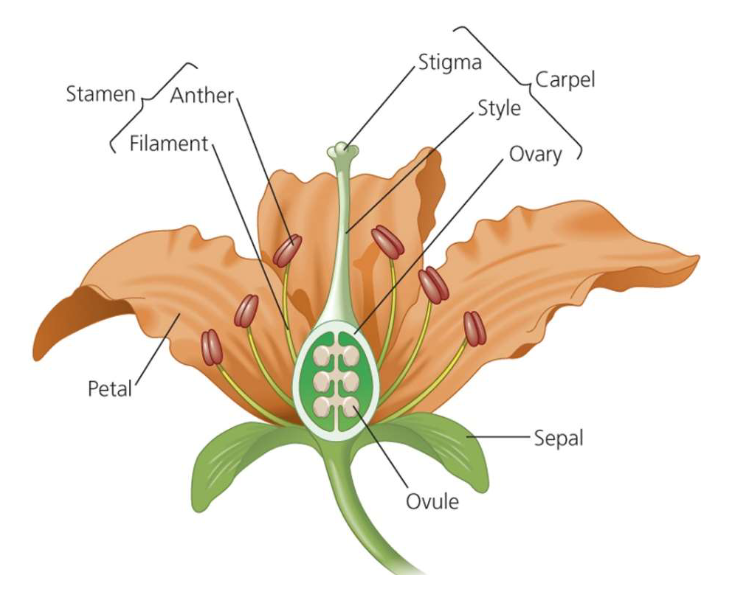 Stigma
Carpel
Stamen
Anther
Style
Filament
Ovary
Petal
Sepal
Ovule